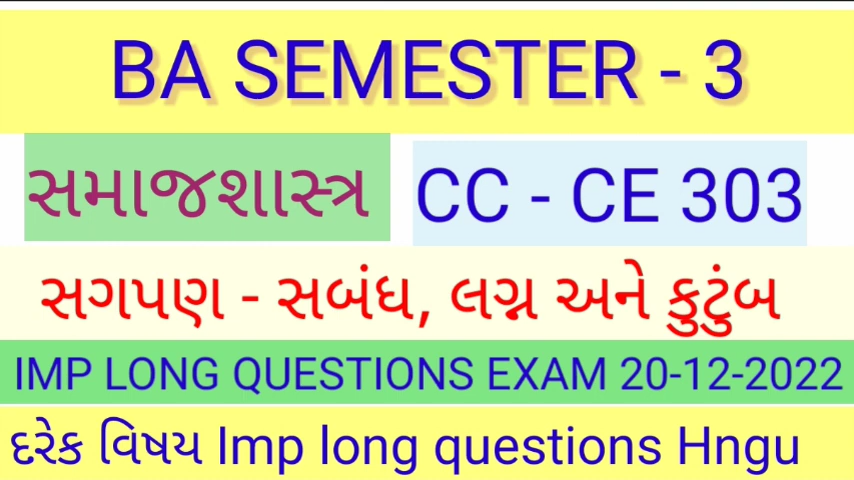 BA SEMESTER - 3
સમાજશાસ્ત્ર CC - CE 303
સગપણ - સબંધ, લગ્ન અને કુટુંબ
IMP LONG QUESTIONS EXAM 20-12-2022
દરેક વિષય Imp long questions Hngu